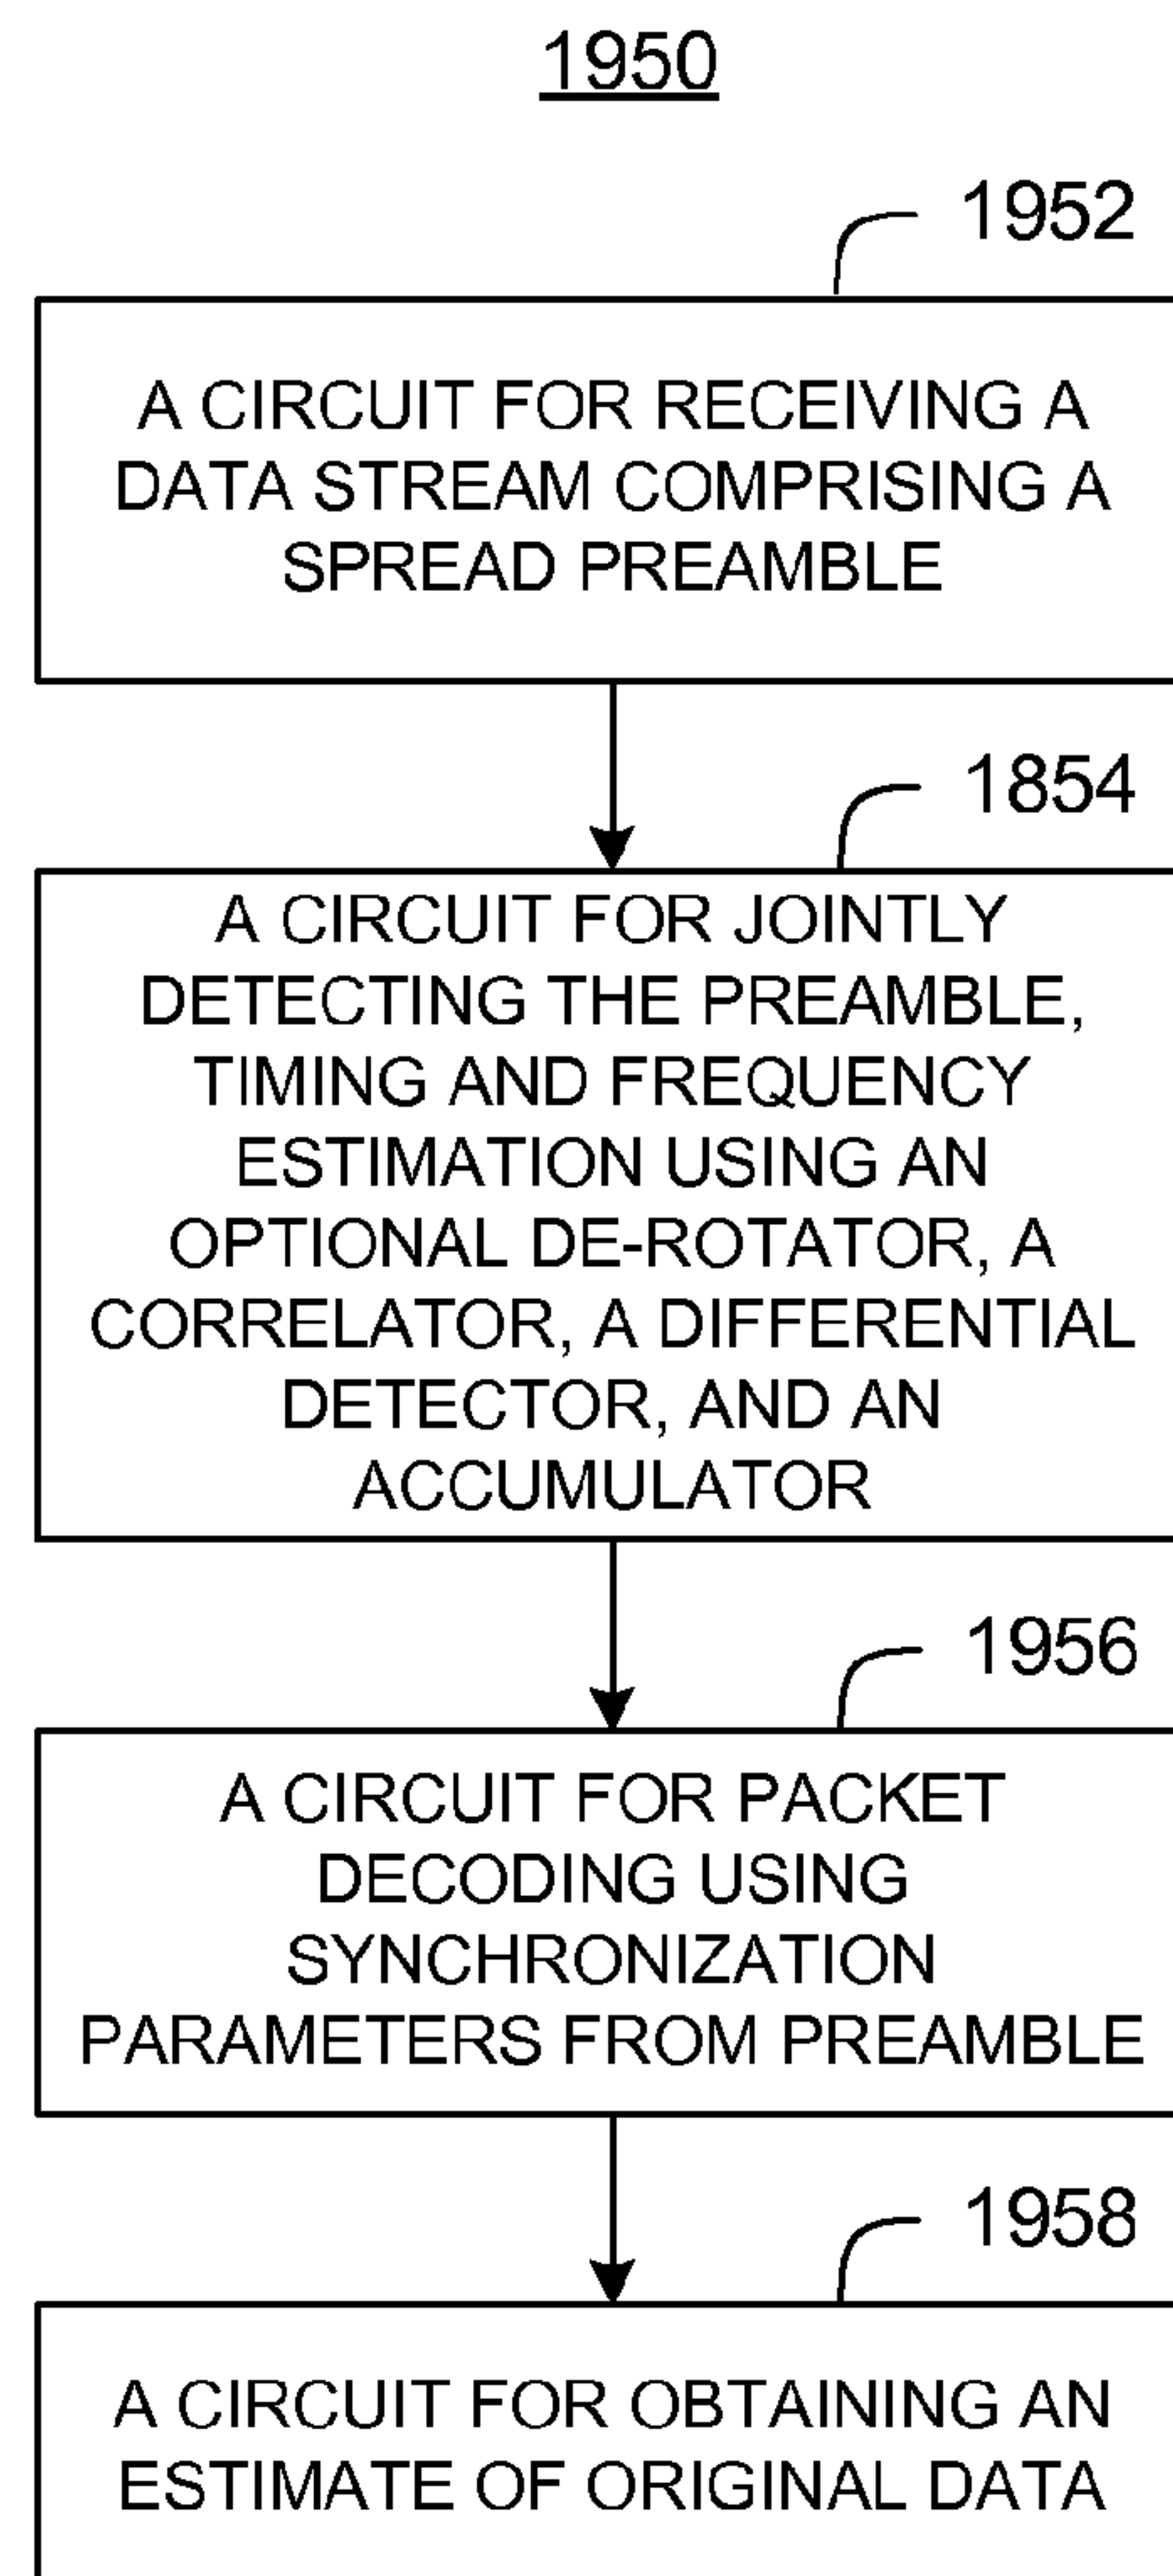 1950
1952
A CIRCUIT FOR RECEIVING A
DATA STREAM COMPRISING A
SPREAD PREAMBLE
1854
A CIRCUIT FOR JOINTLY
DETECTING THE PREAMBLE,
TIMING AND FREQUENCY
ESTIMATION USING AN
OPTIONAL DE-ROTATOR, A
CORRELATOR, A DIFFERENTIAL
DETECTOR, AND AN
ACCUMULATOR
1956
A CIRCUIT FOR PACKET
DECODING USING
SYNCHRONIZATION
PARAMETERS FROM PREAMBLE
1958
A CIRCUIT FOR OBTAINING AN
ESTIMATE OF ORIGINAL DATA